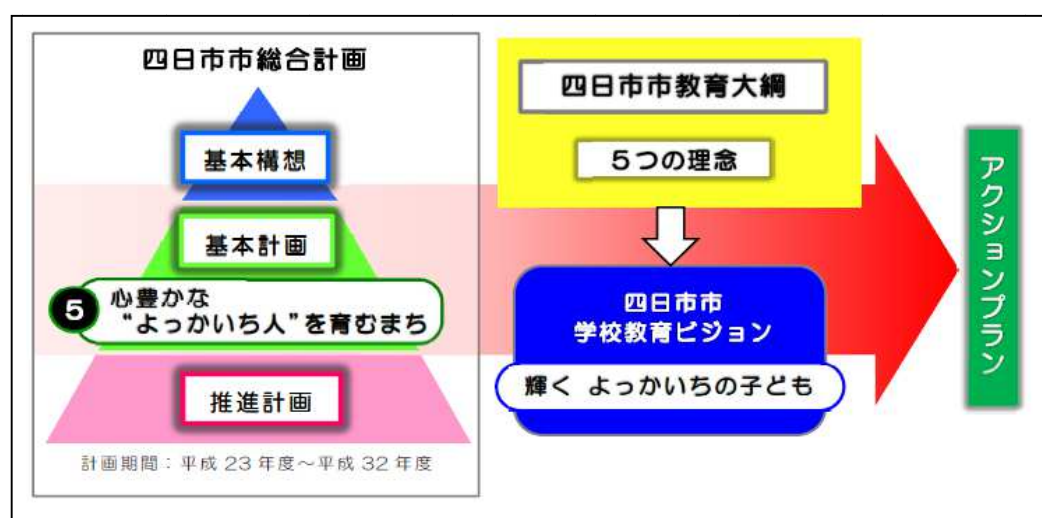 四日市市総合計画
基本構想
基本計画
5
心豊かな
“よっかいち人”を育むまち
推進計画
計画期間：平成 23 年度～平成 32 年度
四日市市教育大綱
５つの理念
四日市市
学校教育ビジョン
輝く よっかいちの子ども
アクションプラン